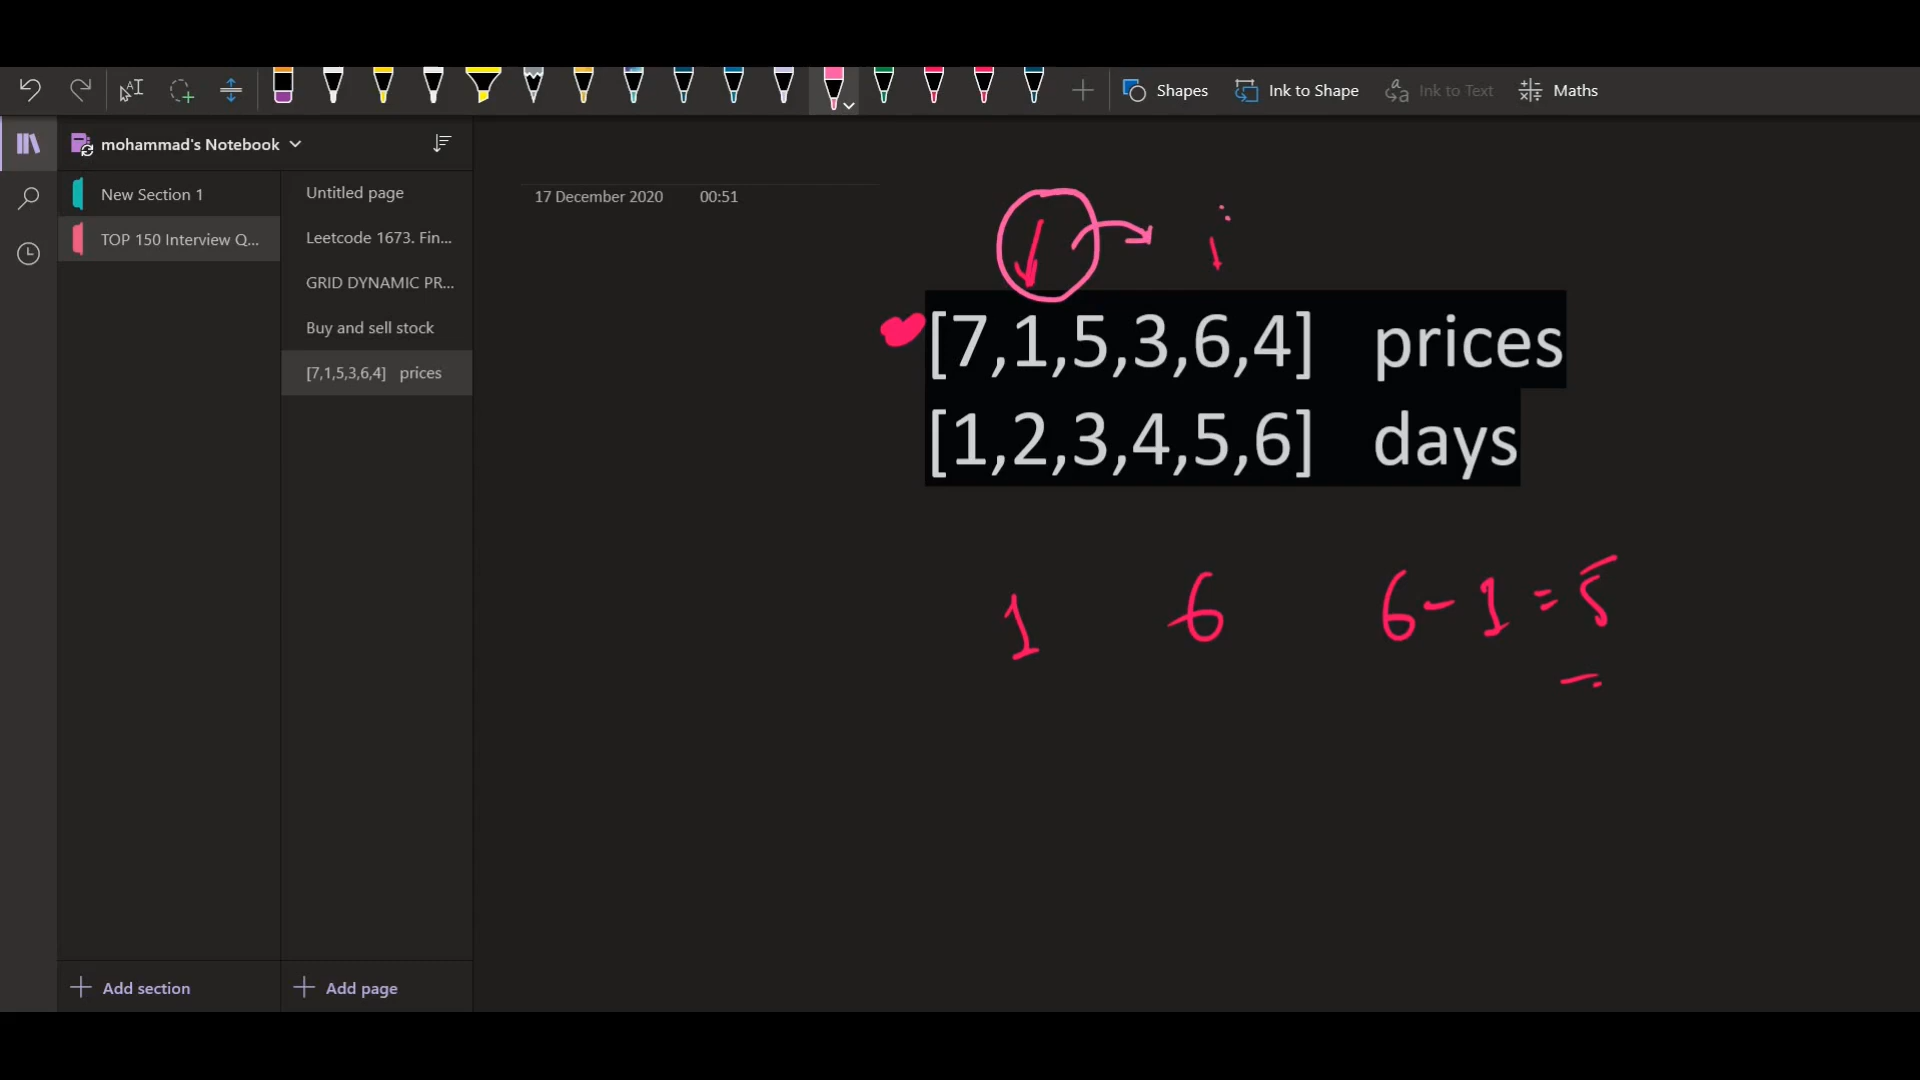 Shapes
Ink to Shape
Ink to Text
Maths
mohammad's Notebook
New Section 1
TOP 150 Interview Q...
Untitled page
Leetcode 1673. Fin...
GRID DYNAMIC PR...
Buy and sell stock
[7,1,5,3,6,4] prices
17 December 2020 00:51
[7,1,5,3,6,4] prices
[1,2,3,4,5,6] days
1 6 6-1=5
Add section
Add page